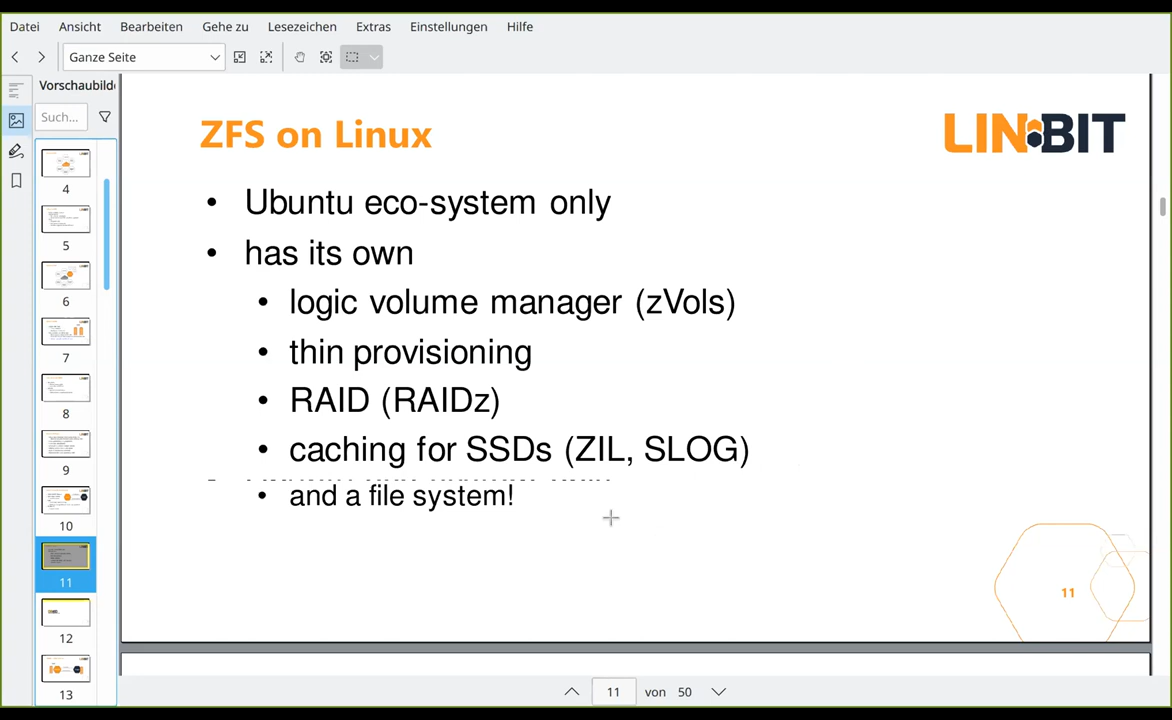 Datei Ansicht Bearbeiten Gehe zu Lesezeichen Extras Einstellungen Hilfe
Ganze Seite
Vorschaubild
Such...
4
5
6
7
8
9
10
11
12
13
ZFS on Linux
LINBIT
• Ubuntu eco-system only
• has its own
• logic volume manager (zVols)
• thin provisioning
• RAID (RAIDz)
• caching for SSDs (ZIL, SLOG)
• and a file system!
11
11 von 50